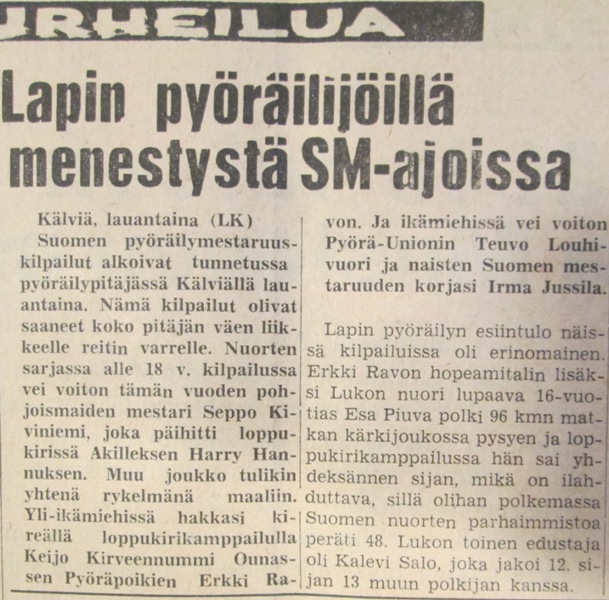 URHEILUA
Lapin pyöräilijöillä
menestystä SM-ajoissa
Kälviä, lauantaina (LK)
Suomen pyöräilymestaruus-
kilpailut alkoivat tunnetussa
pyöräilypitäjässä Kälviällä lau-
antaina. Nämä kilpailut olivat
saaneet koko pitäjän väen liik-
keelle reitin varrelle. Nuorten
sarjassa alle 18 v. kilpailussa
vei voiton tämän vuoden poh-
joismaiden mestari Seppo Ki-
viniemi, joka päihitti loppu-
kirissä Akilleksen Harry Han-
nuksen. Muu joukko tulikin
yhtenä rykelmänä maaliin.
Yli-ikämiehissä hakkasi ki-
reällä loppukirikamppailulla
Keijo Kirveennummi Ounas-
sen Pyöräpoikien Erkki Ra-
von. Ja ikämiehissä vei voiton
Pyörä-Unionin Teuvo Louhi-
vuori ja naisten Suomen mes-
taruuden korjasi Irma Jussila.
Lapin pyöräilyn esiintulo näis-
sä kilpailuissa oli erinomainen.
Erkki Ravon hopeamitalin lisäk-
si Lukon nuori lupaava 16-vuo-
tias Esa Piuva polki 96 kmn mat-
kan kärkijoukossa pysyen ja lop-
pukirikamppailussa hän sai yh-
deksännen sijan, mikä on ilah-
duttava, sillä olihan polkemassa
Suomen nuorten parhaimmistoa
peräti 48. Lukon toinen edustaja
oli Kalevi Salo, joka jakoi 12. si-
jan 13 muun polkijan kanssa.